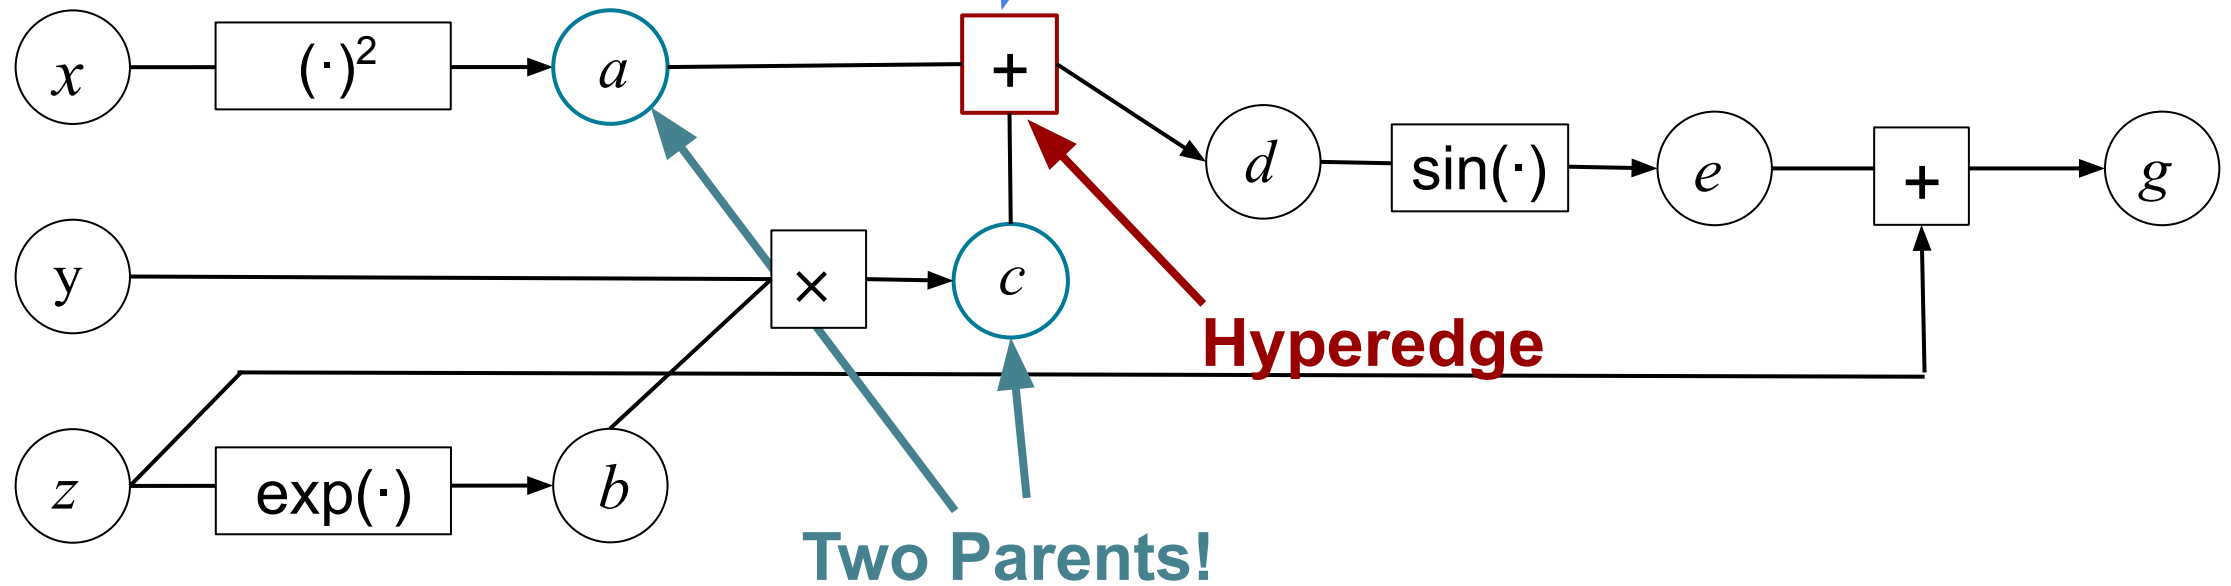 x
(·)²
a
+
d
sin(·)
e
+
g
y
×
c
Hyperedge
z
exp(·)
b
Two Parents!